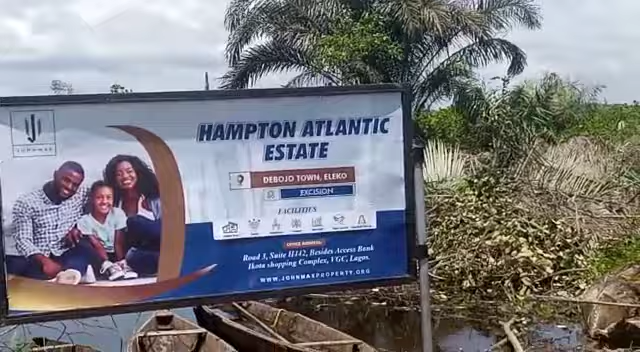 JOHNMAX
HAMPTON ATLANTIC
ESTATE
DEBOJO TOWN, ELEKO
EXCISION
FACILITIES
OFFICE ADDRESS:
Road 3, Suite H142, Besides Access Bank
Ikota shopping Complex, VGC, Lagos.
WWW.JOHNMAXPROPERTY.ORG